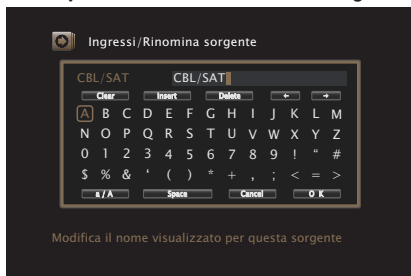 Ingressi/Rinomina sorgente
CBL/SAT CBL/SAT
Clear Insert Delete ← →
A B C D E F G H I J K L M
N O P Q R S T U V W X Y Z
0 1 2 3 4 5 6 7 8 9 ! “ #
$ % & ‘ ( ) * + , ; < = >
a / A Space Cancel O K
Modifica il nome visualizzato per questa sorgente